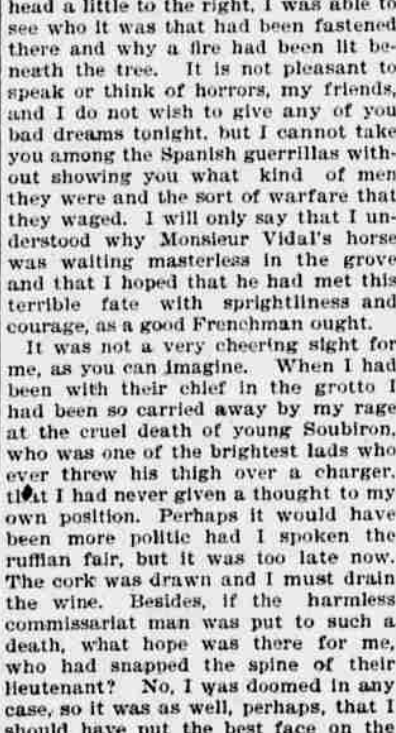 head a little to the right, I was able to
see who it was that had been fastened
there and why a fire had been lit be-
neath the tree. It is not pleasant to
speak or think of horrors, my friends,
and I do not wish to give any of you
bad dreams tonight, but I cannot take
you among the Spanish guerrillas with-
out showing you what kind of men
they were and the sort of warfare that
they waged. I will only say that I un-
derstood why Monsieur Vidal's horse
was waiting masterless in the grove
and that I hoped that he had met this
terrible fate with sprightliness and
courage, as a good Frenchman ought.
It was not a very cheering sight for
me, as you can imagine. When I had
been with their chief in the grotto I
had been so carried away by my rage
at the cruel death of young Soubiron,
who was one of the brightest lads who
ever threw his thigh over a charger,
that I had never given a thought to my
own position. Perhaps it would have
been more politic had I spoken the
ruffian fair, but it was too late now.
The cork was drawn and I must drain
the wine. Besides, if the harmless
commissariat man was put to such a
death, what hope was there for me,
who had snapped the spine of their
lieutenant? No, I was doomed in any
case, so it was as well, perhaps, that I
should have put the best face on the